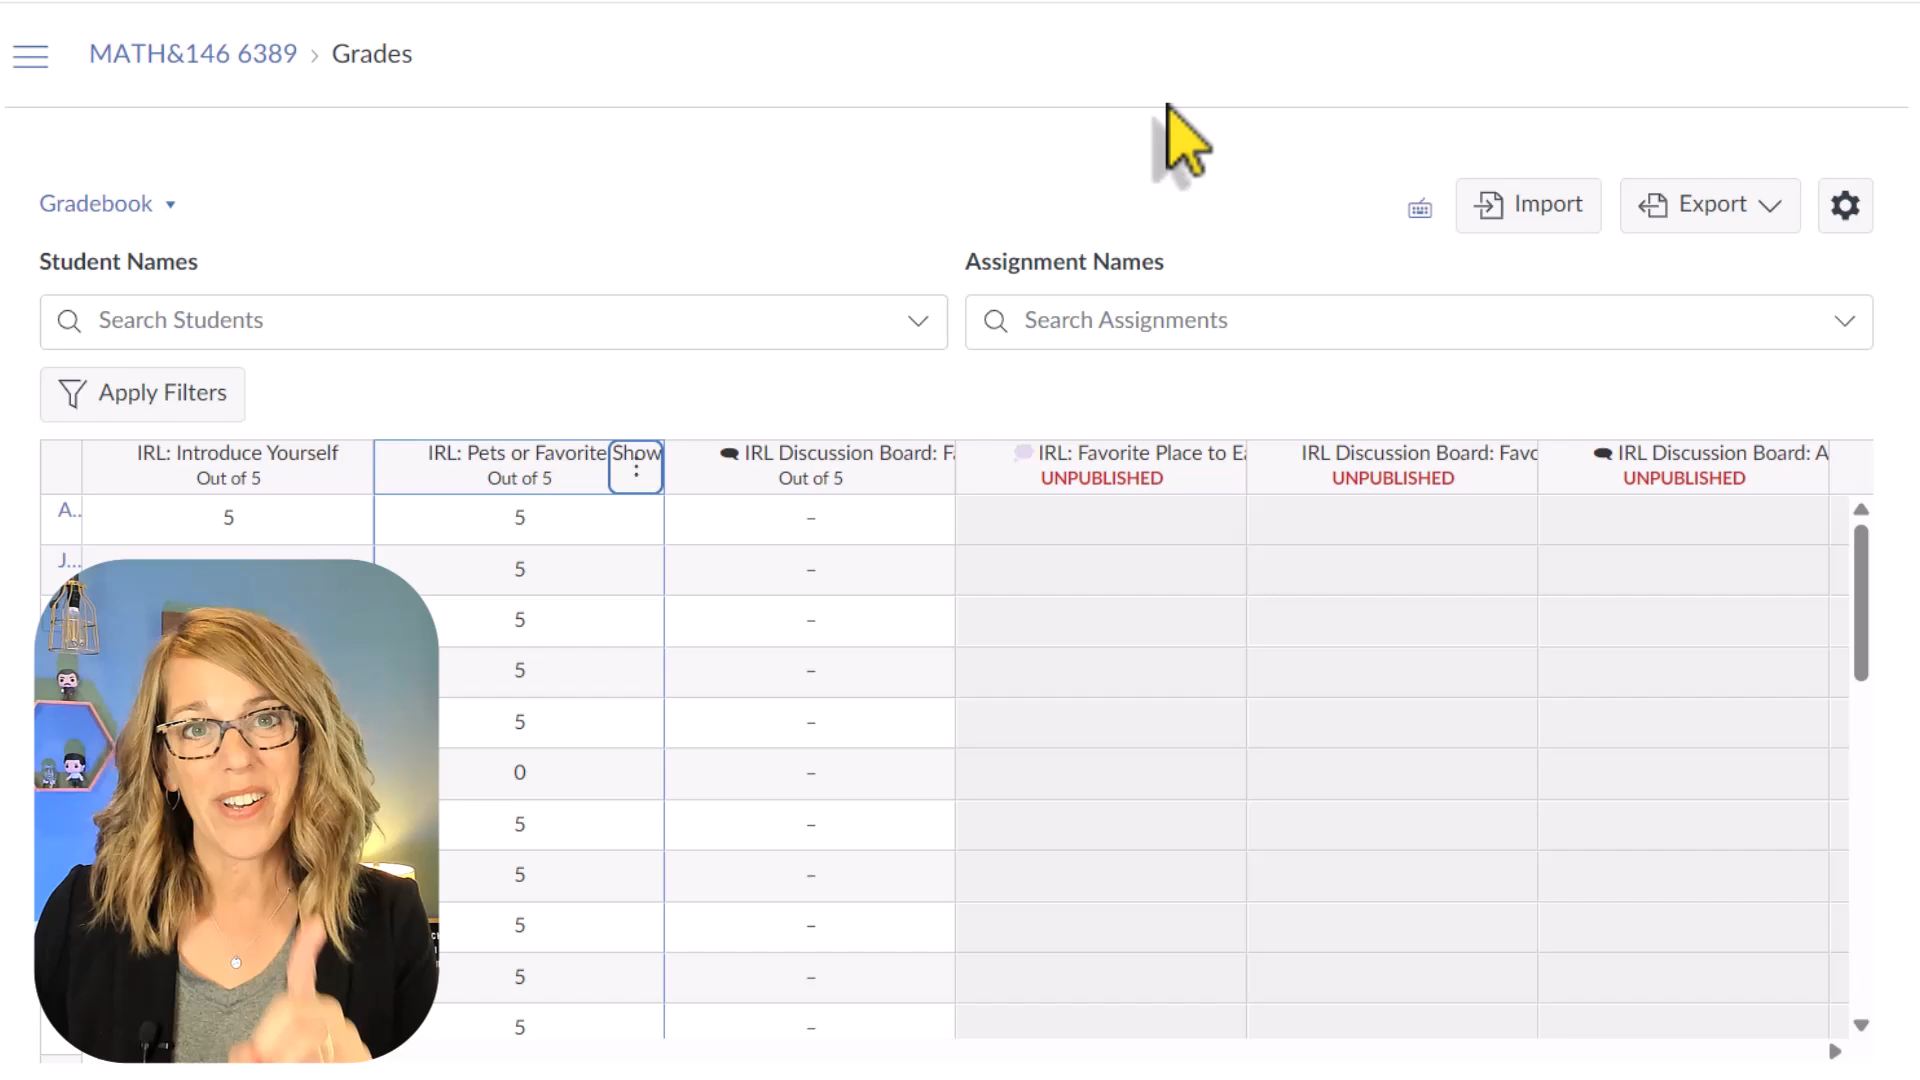 MATH&146 6389 › Grades
Gradebook
Import
Export
Student Names
Assignment Names
Search Students
Search Assignments
Apply Filters
IRL: Introduce Yourself
Out of 5
IRL: Pets or Favorite Show
Out of 5
IRL Discussion Board: F
Out of 5
IRL: Favorite Place to Ea
UNPUBLISHED
IRL Discussion Board: Favo
UNPUBLISHED
IRL Discussion Board: A
UNPUBLISHED
A.. 5 5 –
J... 5 –
5 –
5 –
5 –
0 –
5 –
5 –
5 –
5 –
5 –